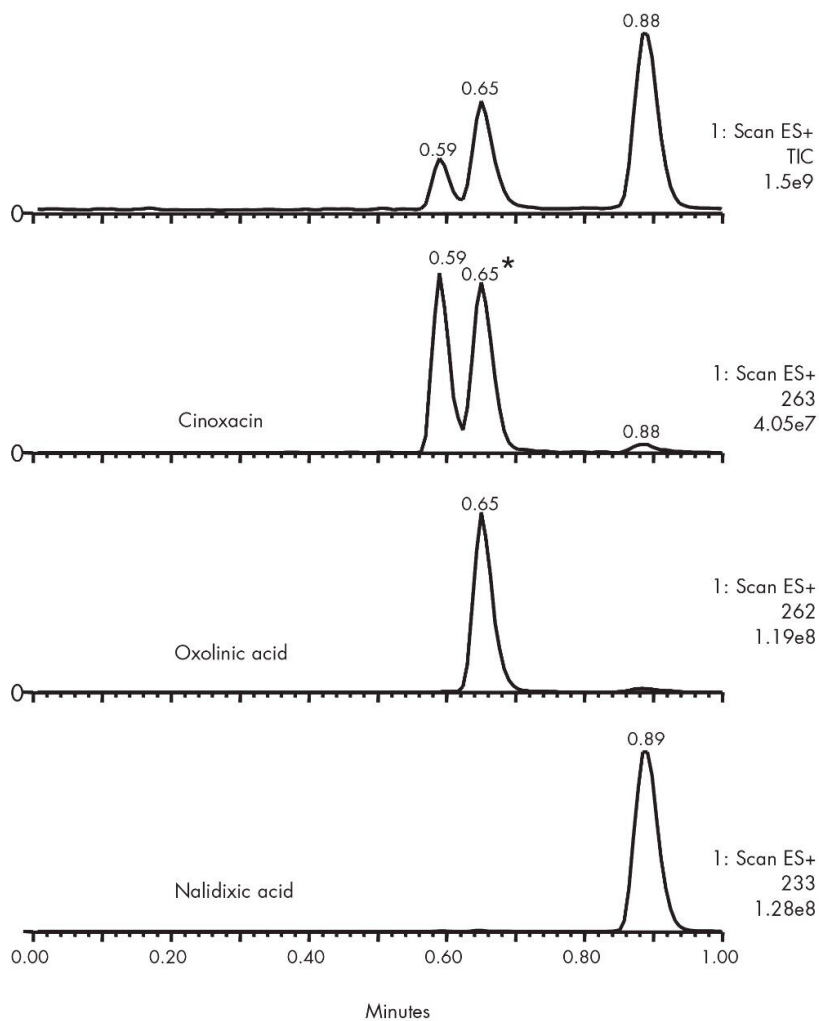 0.88
0.65
0.59
1: Scan ES+
TIC
1.5e9
0
0.59
0.65 *
1: Scan ES+
263
4.05e7
Cinoxacin
0.88
0
0.65
1: Scan ES+
262
1.19e8
Oxolinic acid
0
0.89
1: Scan ES+
233
1.28e8
Nalidixic acid
0.00 0.20 0.40 0.60 0.80 1.00
Minutes